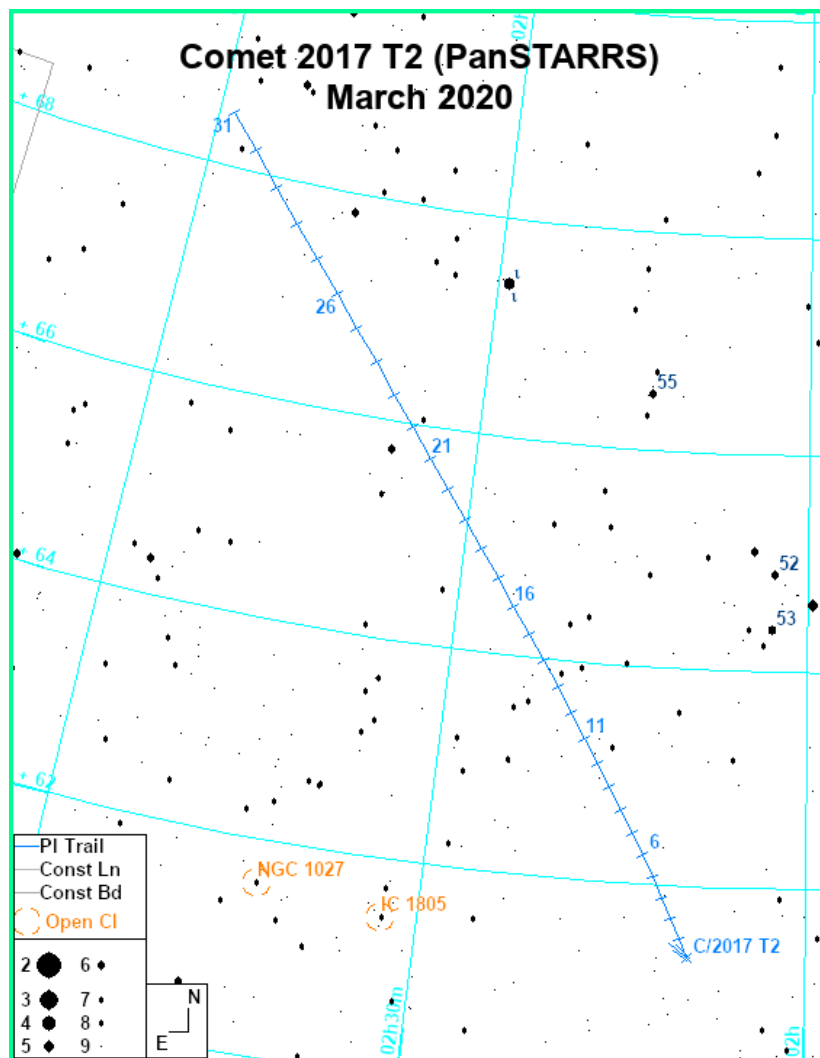 02h
Comet 2017 T2 (PanSTARRS)
March 2020
+ 68
31
ι
ι
26
+ 66
55
21
+ 64
52
16
53
11
+ 62
6
PI Trail
Const Ln
Const Bd
Open Cl
NGC 1027
IC 1805
C/2017 T2
2 6
3 7
4 8
5 9
N
E
02h30m
02h